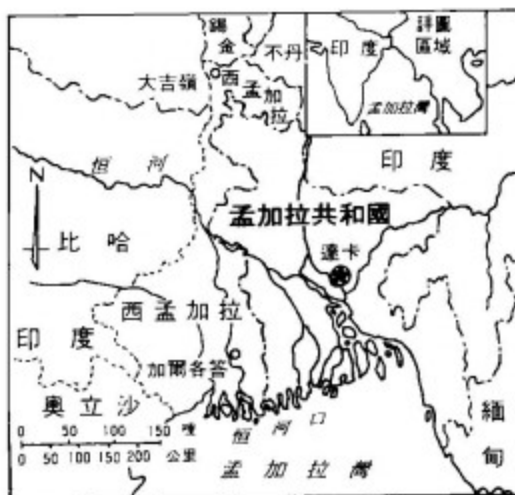 錫金
不丹
大吉嶺
西孟加拉
印度
詳圖區域
孟加拉灣
恒河
印度
N
孟加拉共和國
達卡
比哈
西孟加拉
印度
加爾各答
奧立沙
緬甸
0 50 100 150 哩
0 50 100 150 200 公里
恒河口
孟加拉灣